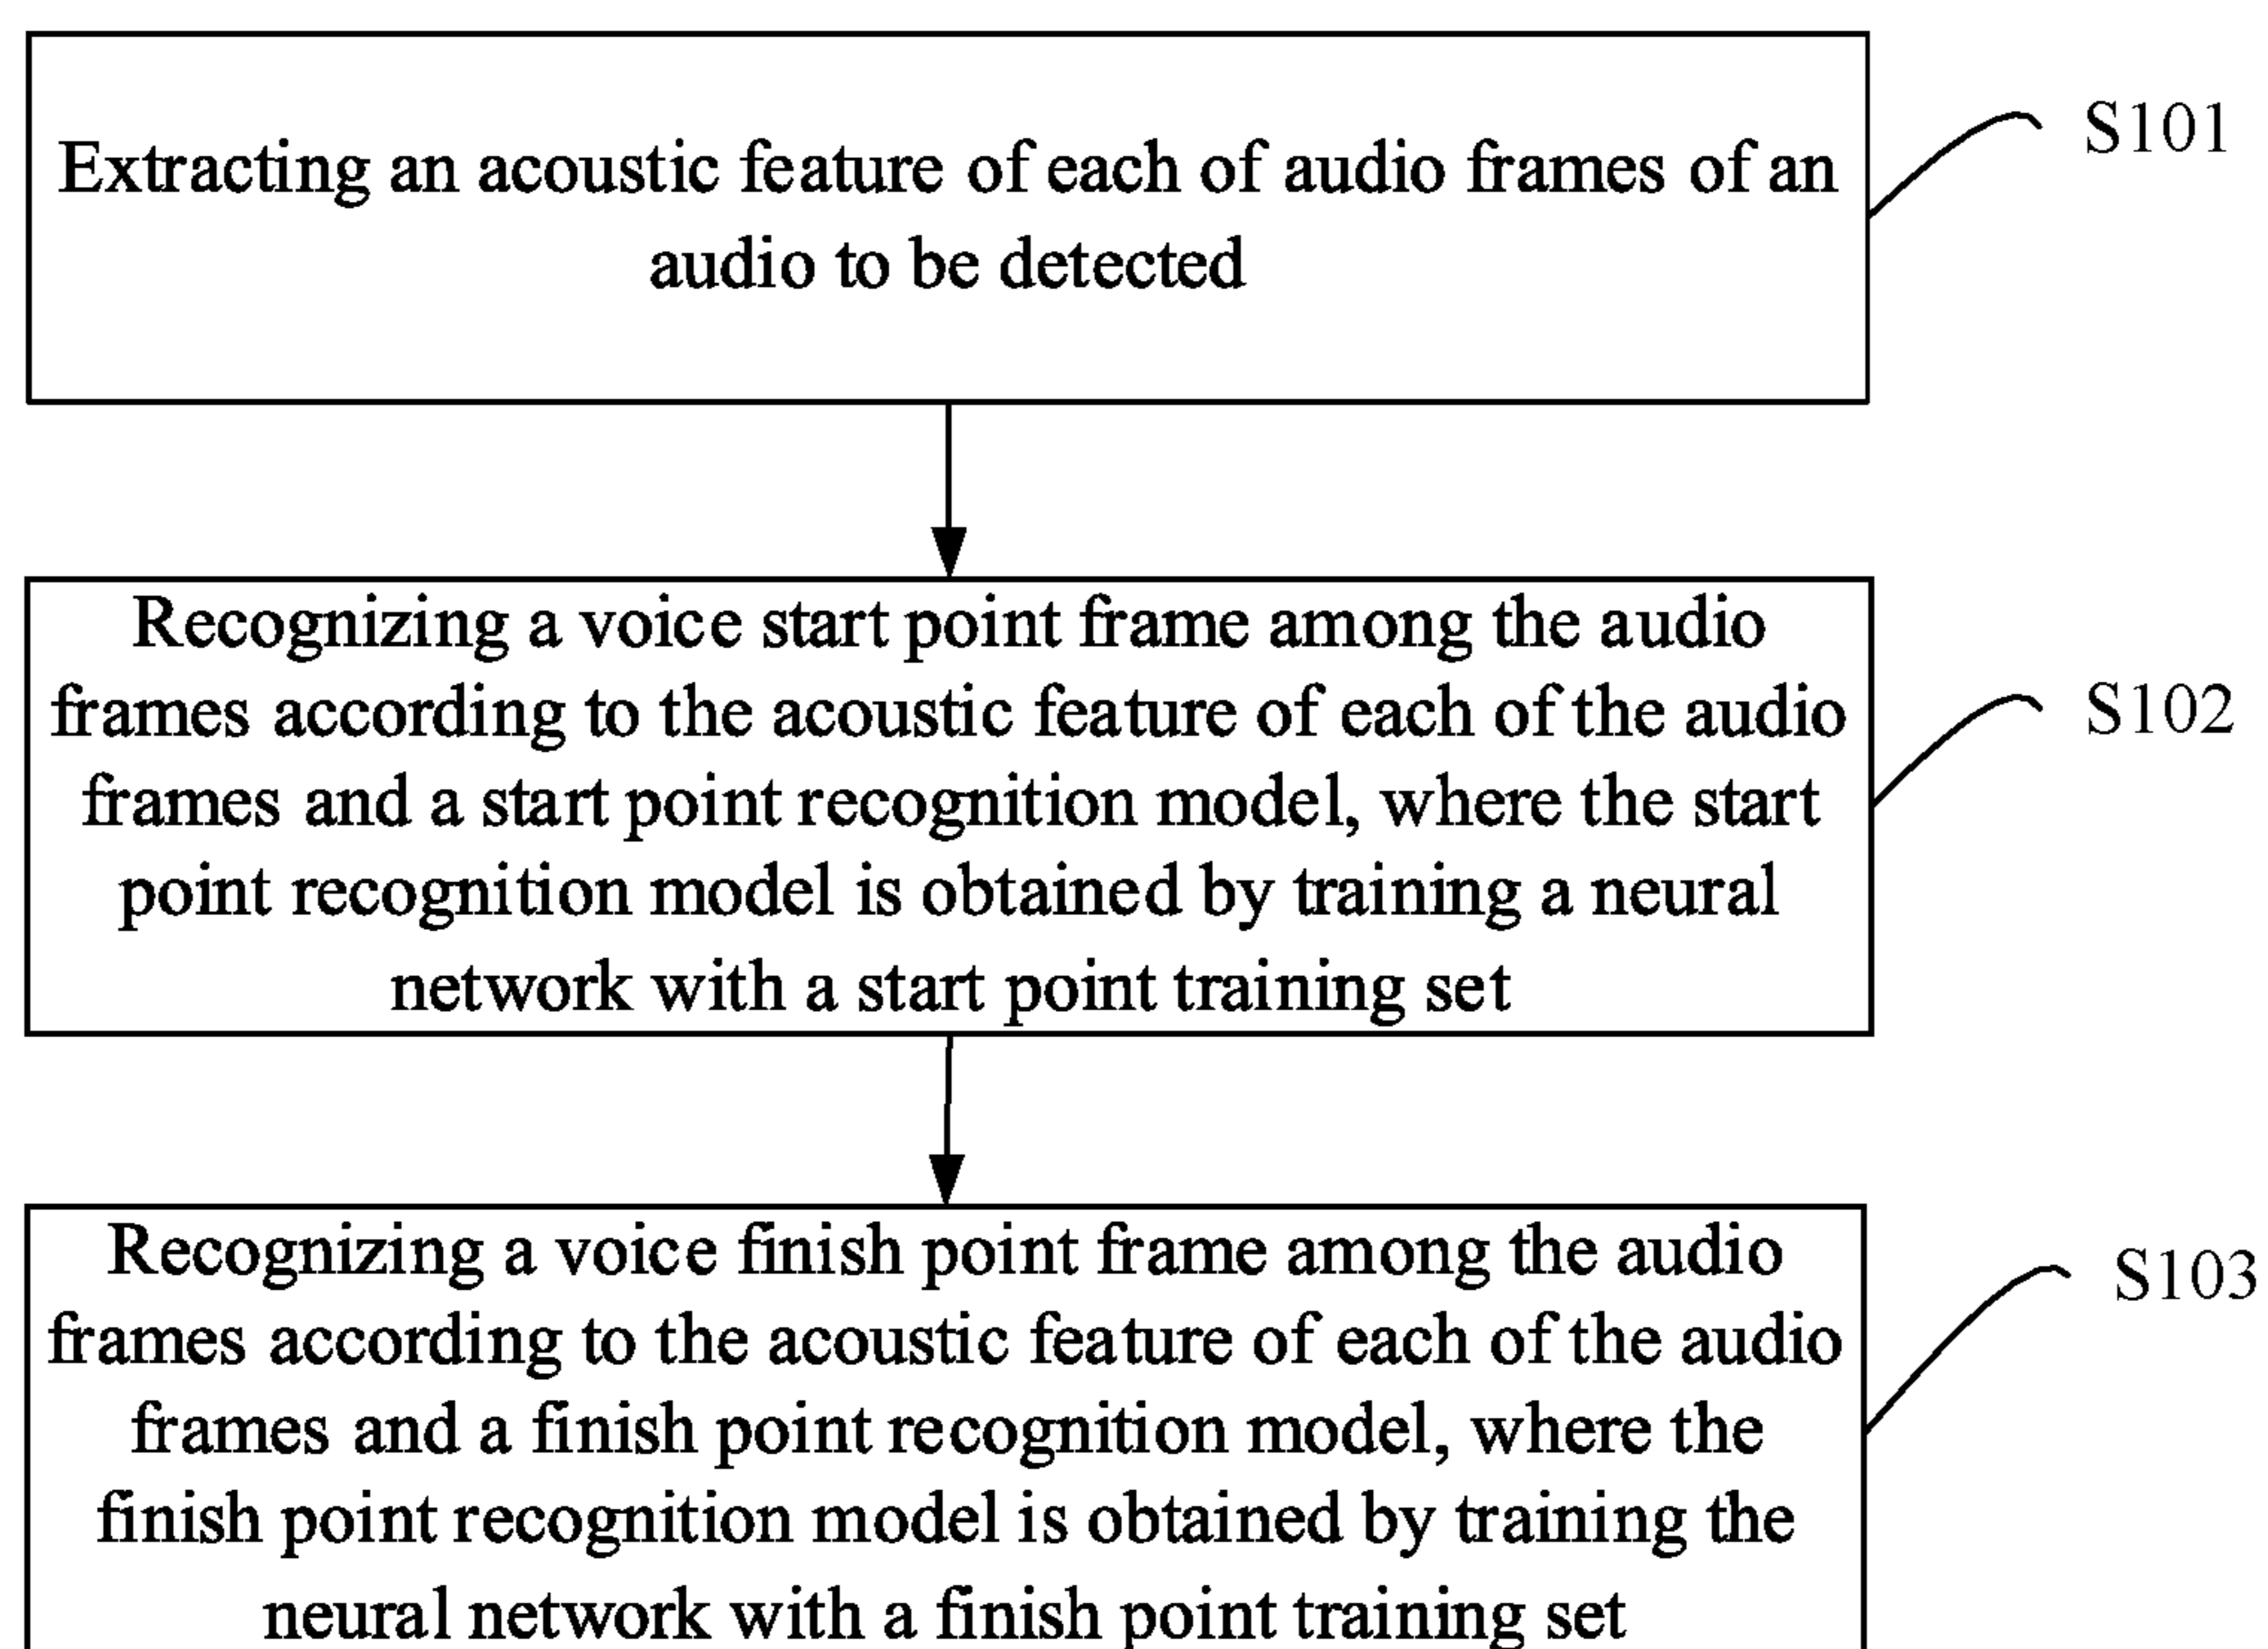 Extracting an acoustic feature of each of audio frames of an
audio to be detected
S101
Recognizing a voice start point frame among the audio
frames according to the acoustic feature of each of the audio
frames and a start point recognition model, where the start
point recognition model is obtained by training a neural
network with a start point training set
S102
Recognizing a voice finish point frame among the audio
frames according to the acoustic feature of each of the audio
frames and a finish point recognition model, where the
finish point recognition model is obtained by training the
neural network with a finish point training set
S103